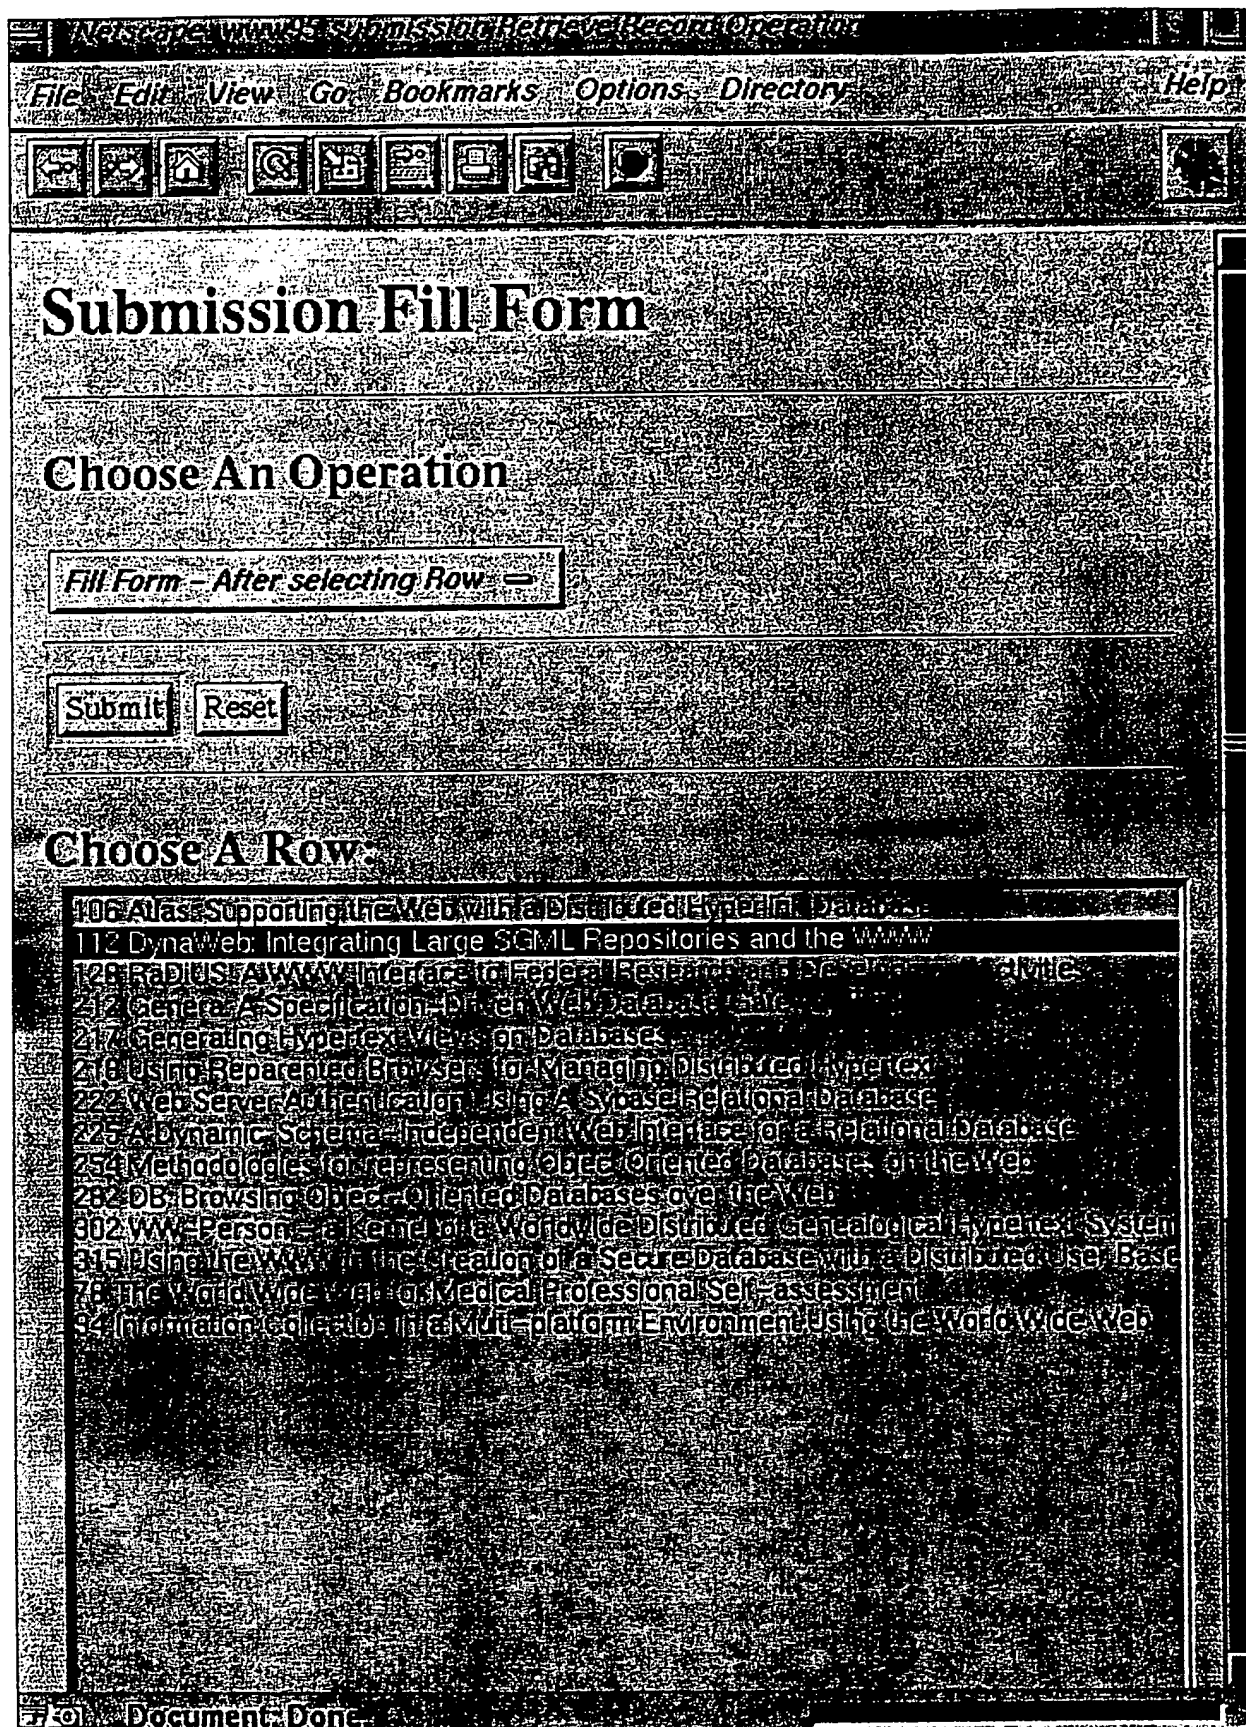 Netscape: www95 submission Retrieve Record Operation
File Edit View Go Bookmarks Options Directory Help
Submission Fill Form
Choose An Operation
Fill Form - After selecting Row
Submit Reset
Choose A Row:
106 Atlas: Supporting the Web with a Distributed Hyperlink Database
112 DynaWeb: Integrating Large SGML Repositories and the WWW
128 RaDiUS: A WWW Interface to Federal Research and Development Activities
212 Genera: A Specification-Driven Web/Database Gateway
217 Generating Hypertext Views on Databases
218 Using Reparented Browsers for Managing Distributed Hypertext
222 Web Server Authentication Using A Sybase Relational Database
225 A Dynamic, Schema-Independent Web Interface for a Relational Database
254 Methodologies for representing Object Oriented Databases on the Web
282 DB: Browsing Object-Oriented Databases over the Web
302 WW-Person - a Kernel of a Worldwide Distributed Genealogical Hypertext System
315 Using the WWW in the Creation of a Secure Database with a Distributed User Base
78 The World Wide Web for Medical Professional Self-assessment
94 Information Collection in a Multi-platform Environment Using the World Wide Web
Document: Done